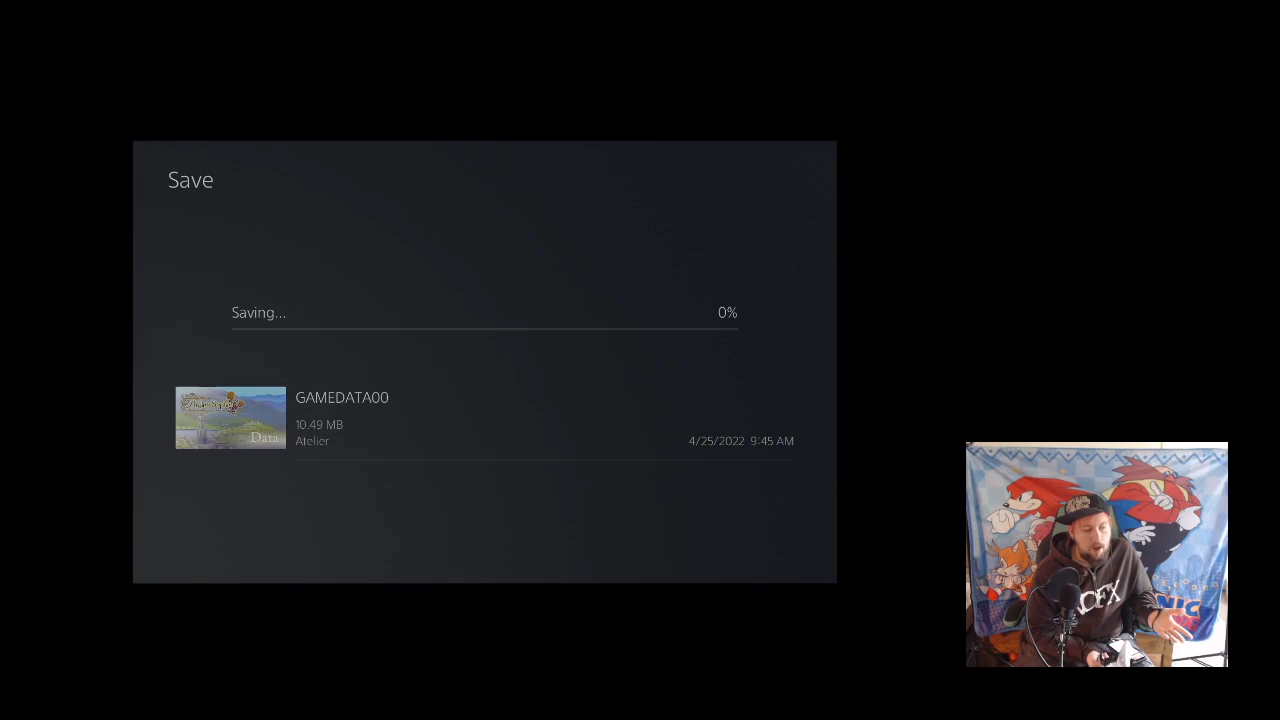 Save
Saving...
0%
GAMEDATA00
Data
10.49 MB
Atelier
4/25/2022 9:45 AM